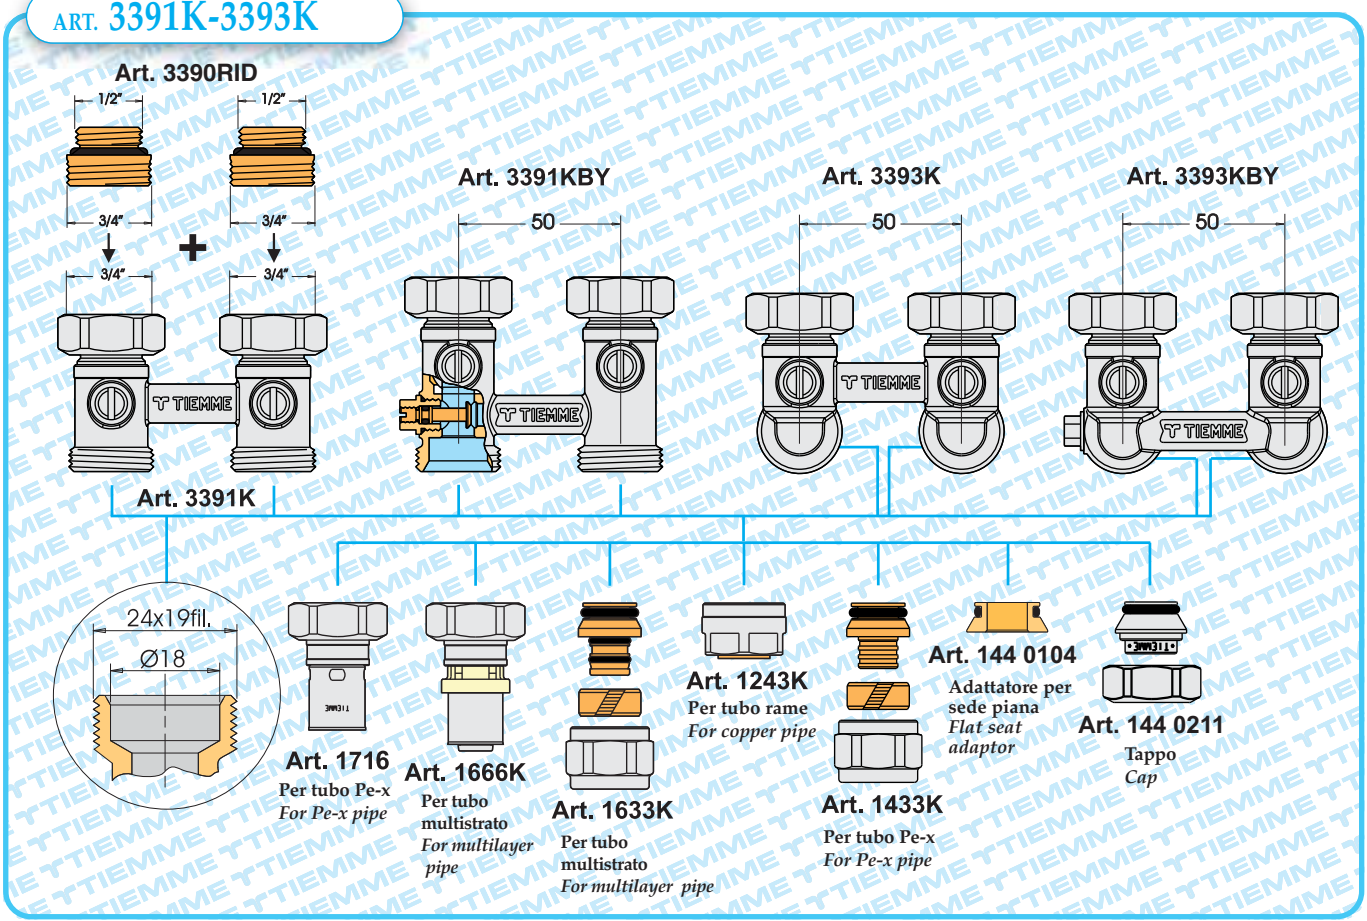 ART. 3391K-3393K
Art. 3390RID
1/2” 1/2”
3/4” 3/4”
+
3/4” 3/4”
TIEMME
Art. 3391K
Art. 3391KBY
50
TIEMME
Art. 3393K
50
TIEMME
Art. 3393KBY
50
TIEMME
24x19fil.
Ø18
TIEMME
Art. 1716
Per tubo Pe-x
For Pe-x pipe
Art. 1666K
Per tubo
multistrato
For multilayer
pipe
Art. 1633K
Per tubo
multistrato
For multilayer pipe
Art. 1243K
Per tubo rame
For copper pipe
Art. 1433K
Per tubo Pe-x
For Pe-x pipe
Art. 144 0104
Adattatore per
sede piana
Flat seat
adaptor
TIEMME
Art. 144 0211
Tappo
Cap